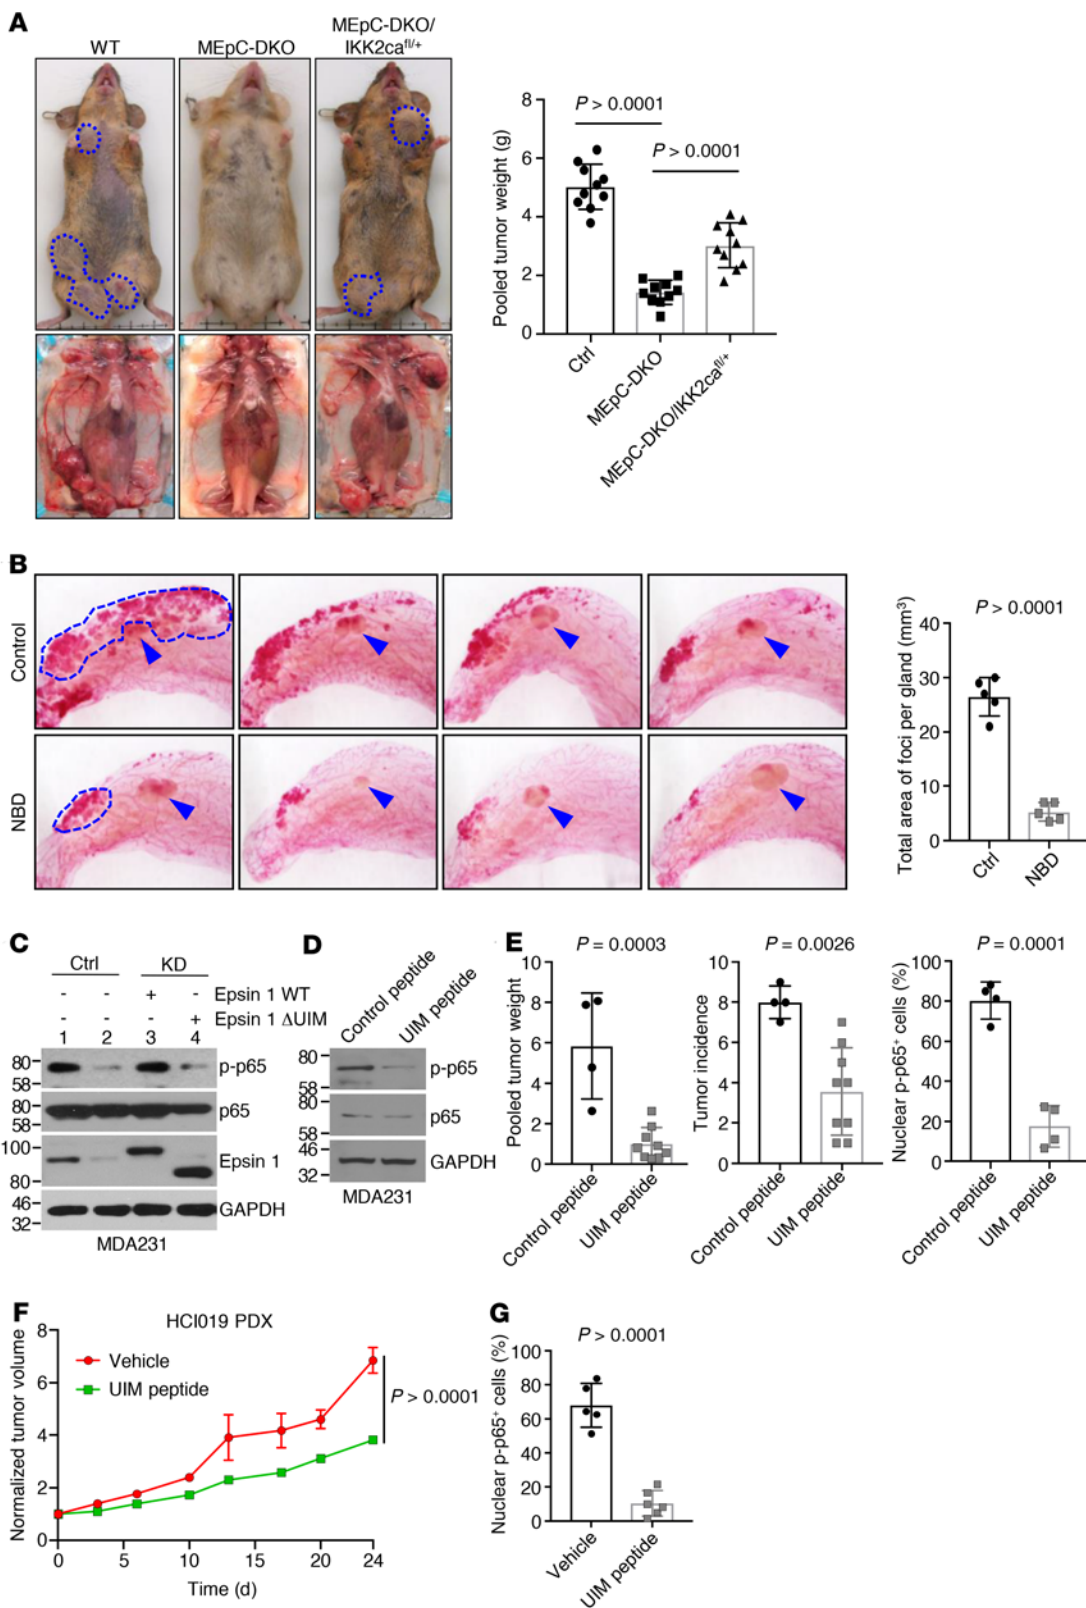 A
WT
MEpC-DKO
MEpC-DKO/
IKK2ca^fl/+
Pooled tumor weight (g)
8
6
4
2
0
P > 0.0001
P > 0.0001
Ctrl
MEpC-DKO
MEpC-DKO/IKK2ca^fl/+
B
Control
NBD
Total area of foci per gland (mm³)
P > 0.0001
40
30
20
10
0
Ctrl
NBD
C
Ctrl KD
- - + - Epsin 1 WT
- - - + Epsin 1 ΔUIM
1 2 3 4
80
58
p-p65
80
58
p65
100
80
Epsin 1
46
32
GAPDH
MDA231
D
Control peptide
UIM peptide
80
58
p-p65
80
58
p65
46
32
GAPDH
MDA231
E
P = 0.0003
Pooled tumor weight
10
8
6
4
2
0
Control peptide
UIM peptide
P = 0.0026
Tumor incidence
10
8
6
4
2
0
Control peptide
UIM peptide
P = 0.0001
Nuclear p-p65⁺ cells (%)
100
80
60
40
20
0
Control peptide
UIM peptide
F
HCI019 PDX
Normalized tumor volume
8
6
4
2
0
Vehicle
UIM peptide
P > 0.0001
0 5 10 15 20 24
Time (d)
G
P > 0.0001
Nuclear p-p65⁺ cells (%)
100
80
60
40
20
0
Vehicle
UIM peptide